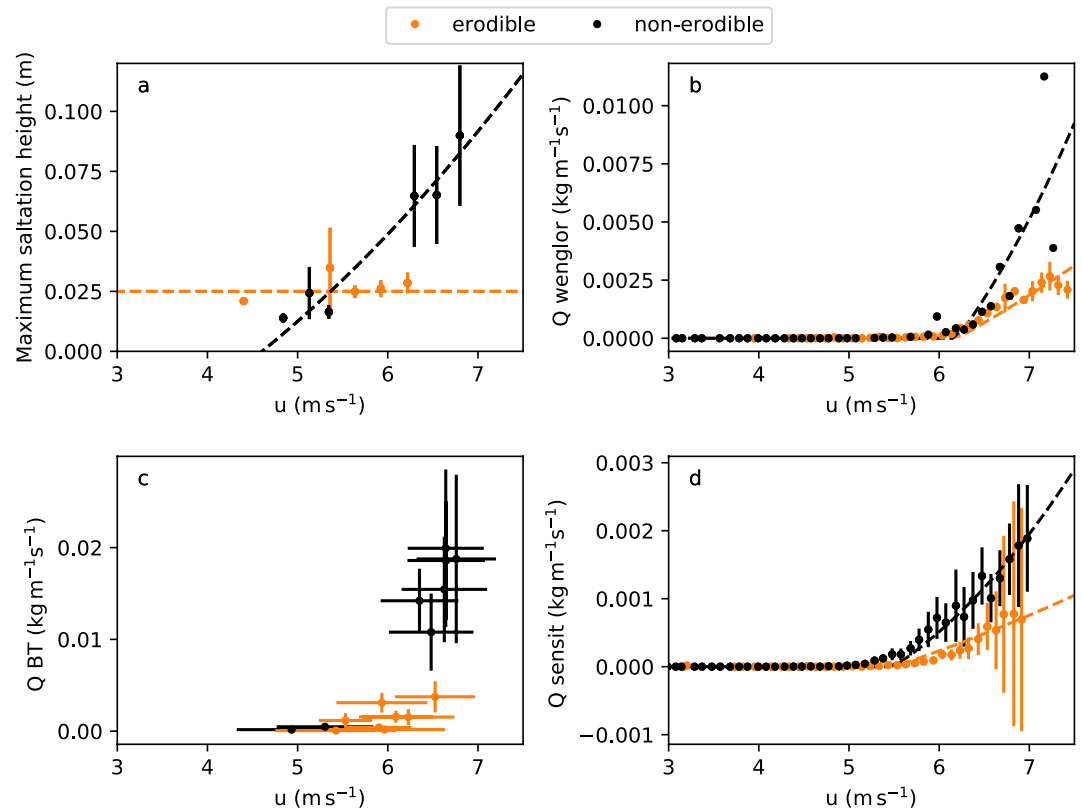 erodible non-erodible
a
Maximum saltation height (m)
0.100
0.075
0.050
0.025
0.000
3 4 5 6 7
u (m s⁻¹)
b
Q wenglor (kg m⁻¹s⁻¹)
0.0100
0.0075
0.0050
0.0025
0.0000
3 4 5 6 7
u (m s⁻¹)
c
Q BT (kg m⁻¹s⁻¹)
0.02
0.01
0.00
3 4 5 6 7
u (m s⁻¹)
d
Q sensit (kg m⁻¹s⁻¹)
0.003
0.002
0.001
0.000
−0.001
3 4 5 6 7
u (m s⁻¹)